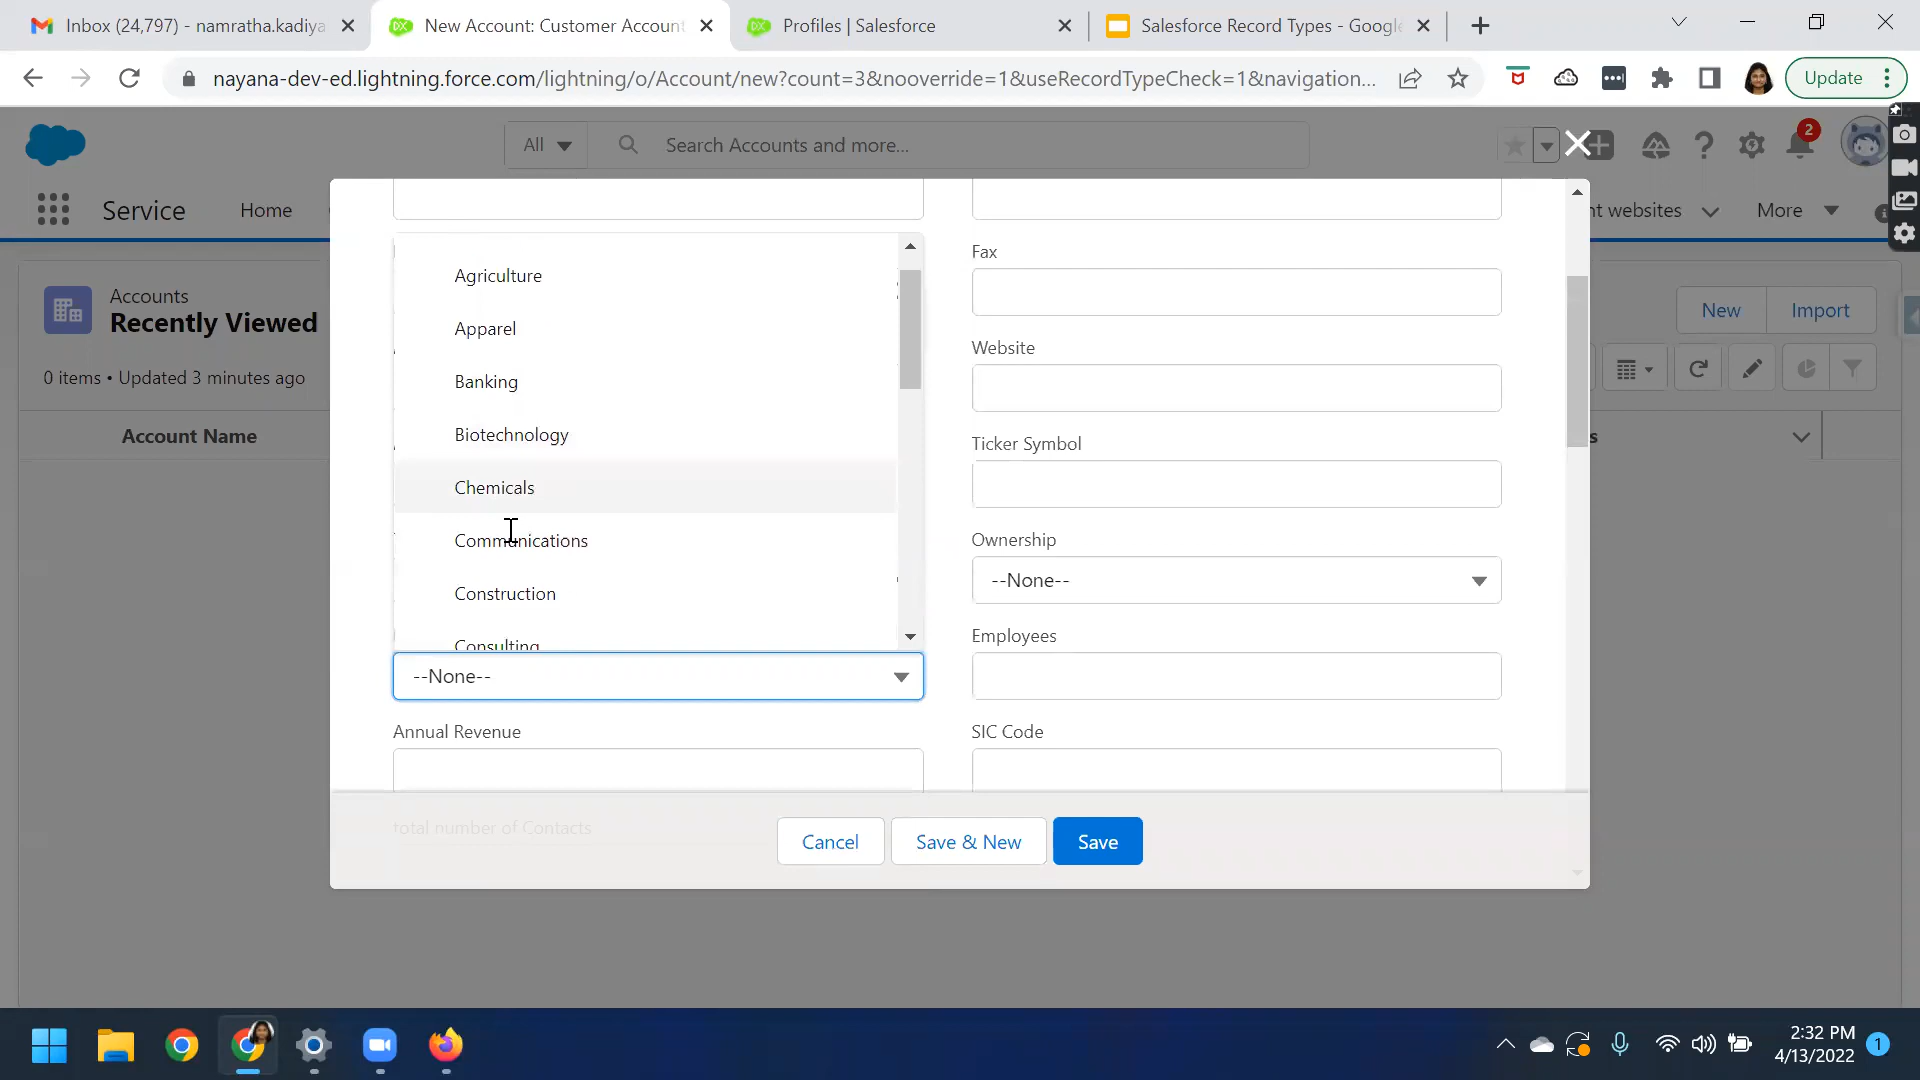 Inbox (24,797) - namratha.kadiya
New Account: Customer Account
Profiles | Salesforce
Salesforce Record Types - Google
nayana-dev-ed.lightning.force.com/lightning/o/Account/new?count=3&nooverride=1&useRecordTypeCheck=1&navigation...
Update
All
Search Accounts and more...
2
Service
Home
nt websites
More
Accounts
Recently Viewed
New
Import
0 items • Updated 3 minutes ago
Account Name
s
Agriculture
Apparel
Banking
Biotechnology
Chemicals
Communications
Construction
Consulting
--None--
Annual Revenue
total number of Contacts
Fax
Website
Ticker Symbol
Ownership
--None--
Employees
SIC Code
Cancel
Save & New
Save
2:32 PM
4/13/2022
1